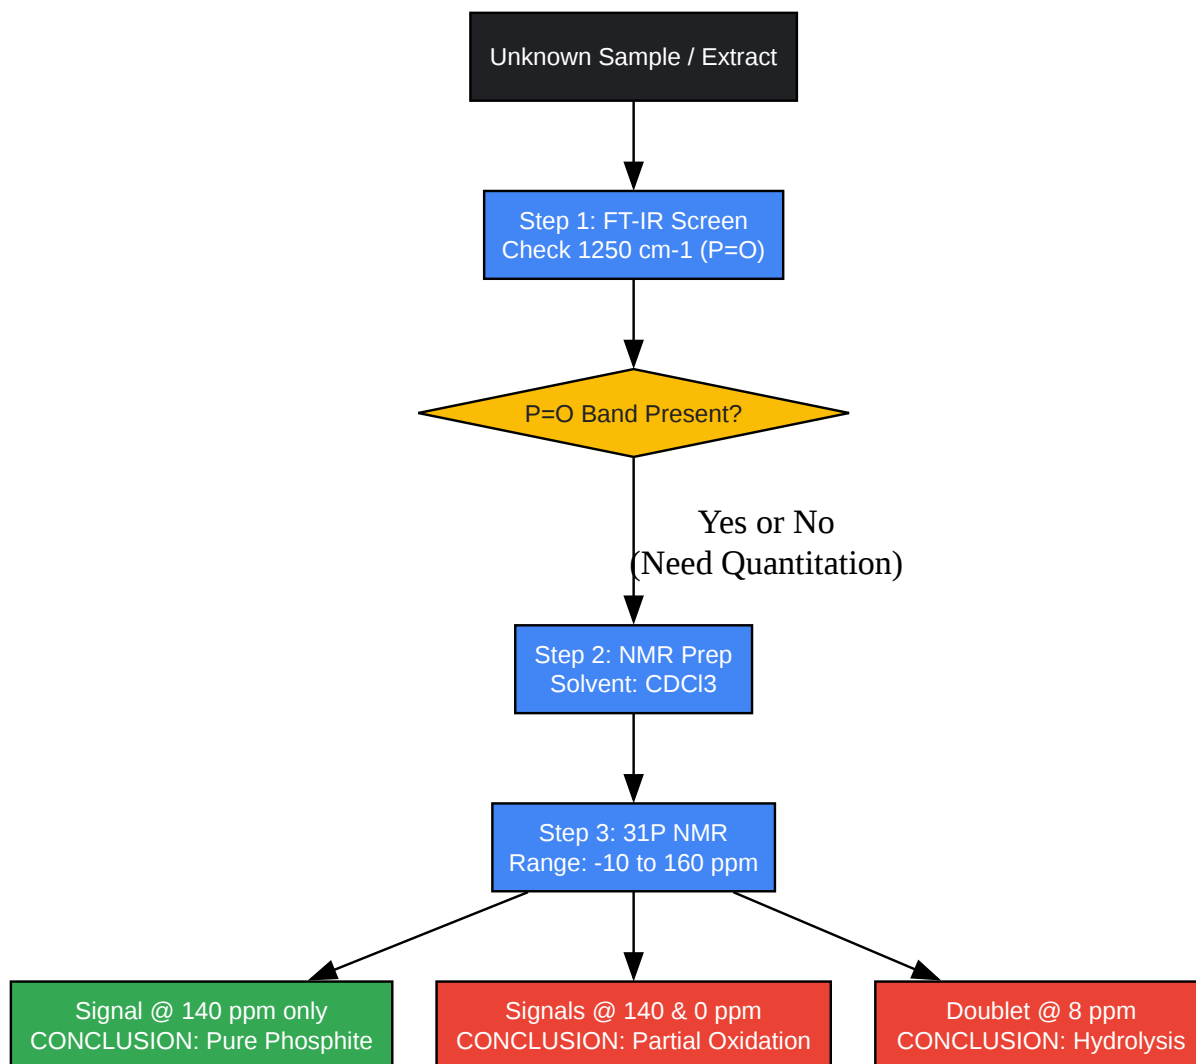 Unknown Sample / Extract
Step 1: FT-IR Screen
Check 1250 cm-1 (P=O)
P=O Band Present?
Yes or No
(Need Quantitation)
Step 2: NMR Prep
Solvent: CDCl3
Step 3: 31P NMR
Range: -10 to 160 ppm
Signal @ 140 ppm only
CONCLUSION: Pure Phosphite
Signals @ 140 & 0 ppm
CONCLUSION: Partial Oxidation
Doublet @ 8 ppm
CONCLUSION: Hydrolysis